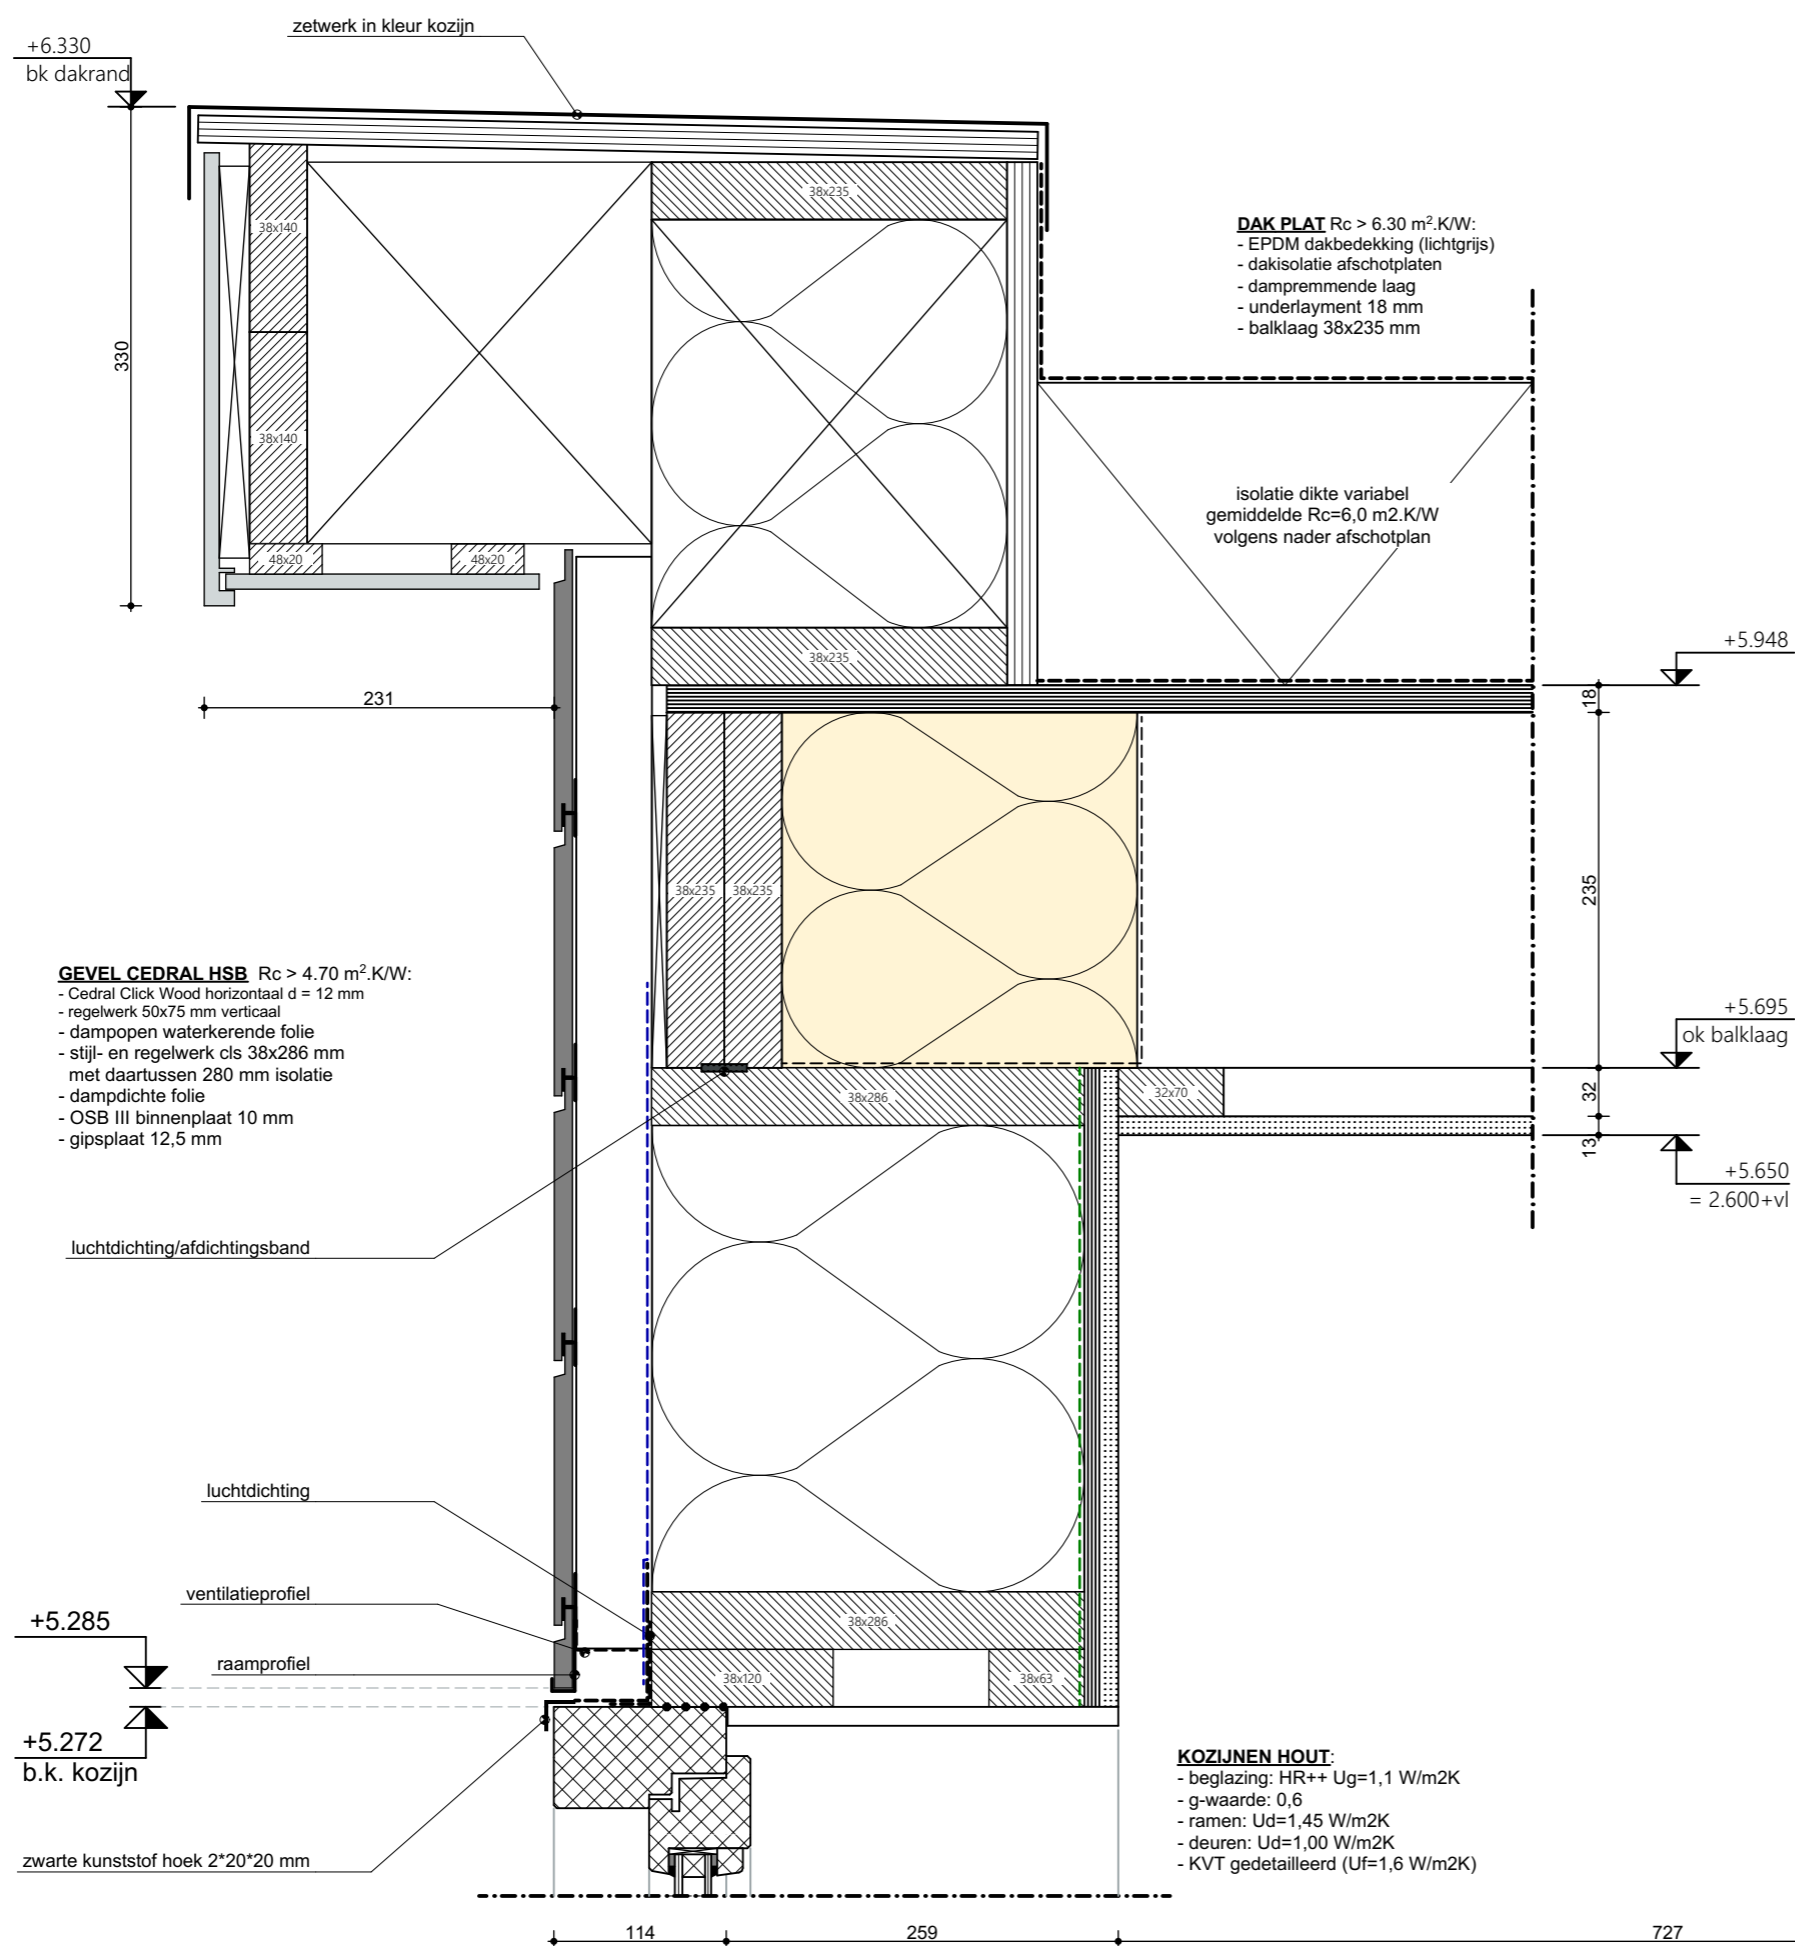 zetwerk in kleur kozijn
+6.330
bk dakrand
38x235
38x140
DAK PLAT Rc > 6.30 m².K/W:
- EPDM dakbedekking (lichtgrijs)
- dakisolatie afschotplaten
- dampremmende laag
- underlayment 18 mm
- balklaag 38x235 mm
330
38x140
isolatie dikte variabel
gemiddelde Rc=6,0 m2.K/W
volgens nader afschotplan
48x20
48x20
38x235
+5.948
231
18
38x235
38x235
235
GEVEL CEDRAL HSB Rc > 4.70 m².K/W:
- Cedral Click Wood horizontaal d = 12 mm
- regelwerk 50x75 mm verticaal
- dampopen waterkerende folie
- stijl- en regelwerk cls 38x286 mm
met daartussen 280 mm isolatie
- dampdichte folie
- OSB III binnenplaat 10 mm
- gipsplaat 12,5 mm
+5.695
ok balklaag
38x286
32x70
32
13
+5.650
= 2.600+vl
luchtdichting/afdichtingsband
luchtdichting
ventilatieprofiel
+5.285
38x286
raamprofiel
38x120
38x63
+5.272
b.k. kozijn
KOZIJNEN HOUT:
- beglazing: HR++ Ug=1,1 W/m2K
- g-waarde: 0,6
- ramen: Ud=1,45 W/m2K
- deuren: Ud=1,00 W/m2K
- KVT gedetailleerd (Uf=1,6 W/m2K)
zwarte kunststof hoek 2*20*20 mm
114
259
727